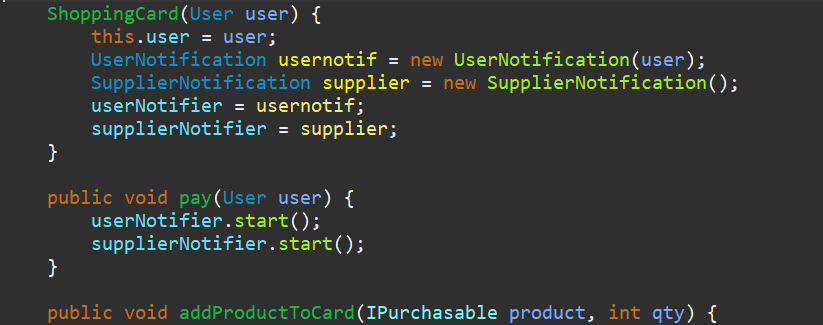 ShoppingCard(User user) {
this.user = user;
UserNotification usernotif = new UserNotification(user);
SupplierNotification supplier = new SupplierNotification();
userNotifier = usernotif;
supplierNotifier = supplier;
}
public void pay(User user) {
userNotifier.start();
supplierNotifier.start();
}
public void addProductToCard(IPurchasable product, int qty) {